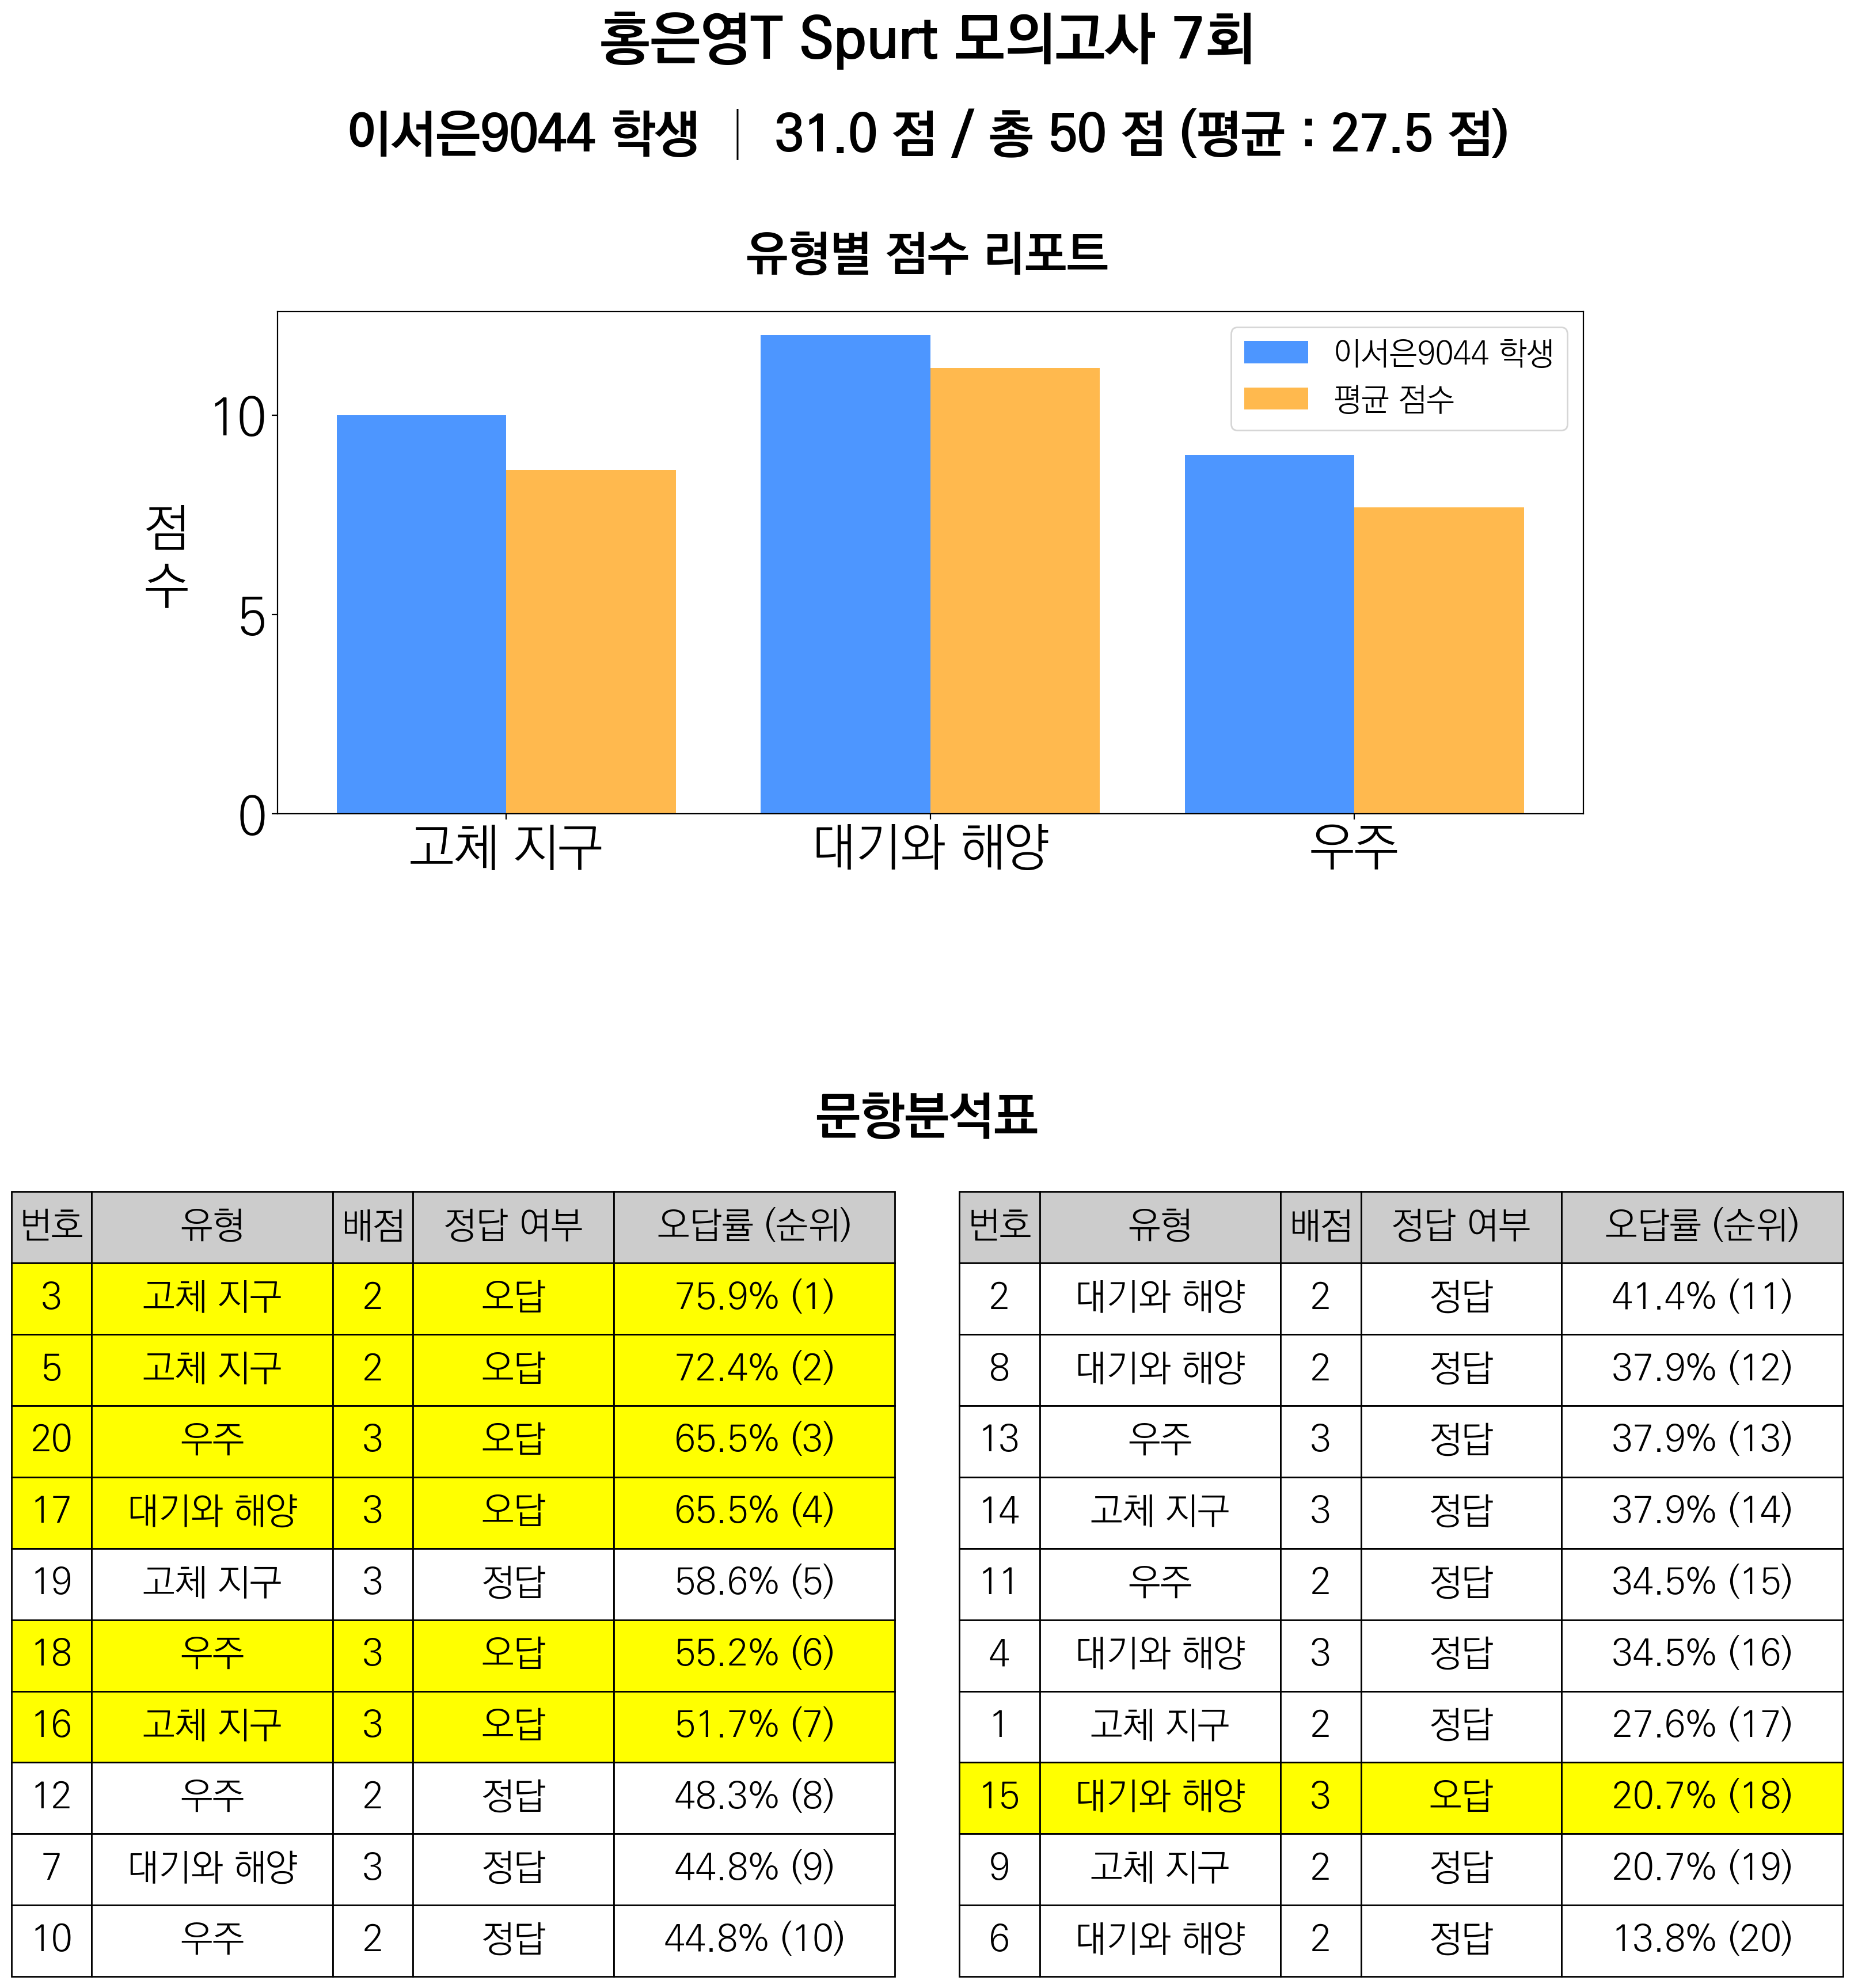 홍은영T Spurt 모의고사 7회
이서은9044 학생 | 31.0 점 / 총 50 점 (평균 : 27.5 점)
유형별 점수 리포트
이서은9044 학생
평균 점수
점수
10
5
0
고체 지구 대기와 해양 우주
문항분석표
번호 유형 배점 정답 여부 오답률 (순위)
3 고체 지구 2 오답 75.9% (1)
5 고체 지구 2 오답 72.4% (2)
20 우주 3 오답 65.5% (3)
17 대기와 해양 3 오답 65.5% (4)
19 고체 지구 3 정답 58.6% (5)
18 우주 3 오답 55.2% (6)
16 고체 지구 3 오답 51.7% (7)
12 우주 2 정답 48.3% (8)
7 대기와 해양 3 정답 44.8% (9)
10 우주 2 정답 44.8% (10)
번호 유형 배점 정답 여부 오답률 (순위)
2 대기와 해양 2 정답 41.4% (11)
8 대기와 해양 2 정답 37.9% (12)
13 우주 3 정답 37.9% (13)
14 고체 지구 3 정답 37.9% (14)
11 우주 2 정답 34.5% (15)
4 대기와 해양 3 정답 34.5% (16)
1 고체 지구 2 정답 27.6% (17)
15 대기와 해양 3 오답 20.7% (18)
9 고체 지구 2 정답 20.7% (19)
6 대기와 해양 2 정답 13.8% (20)